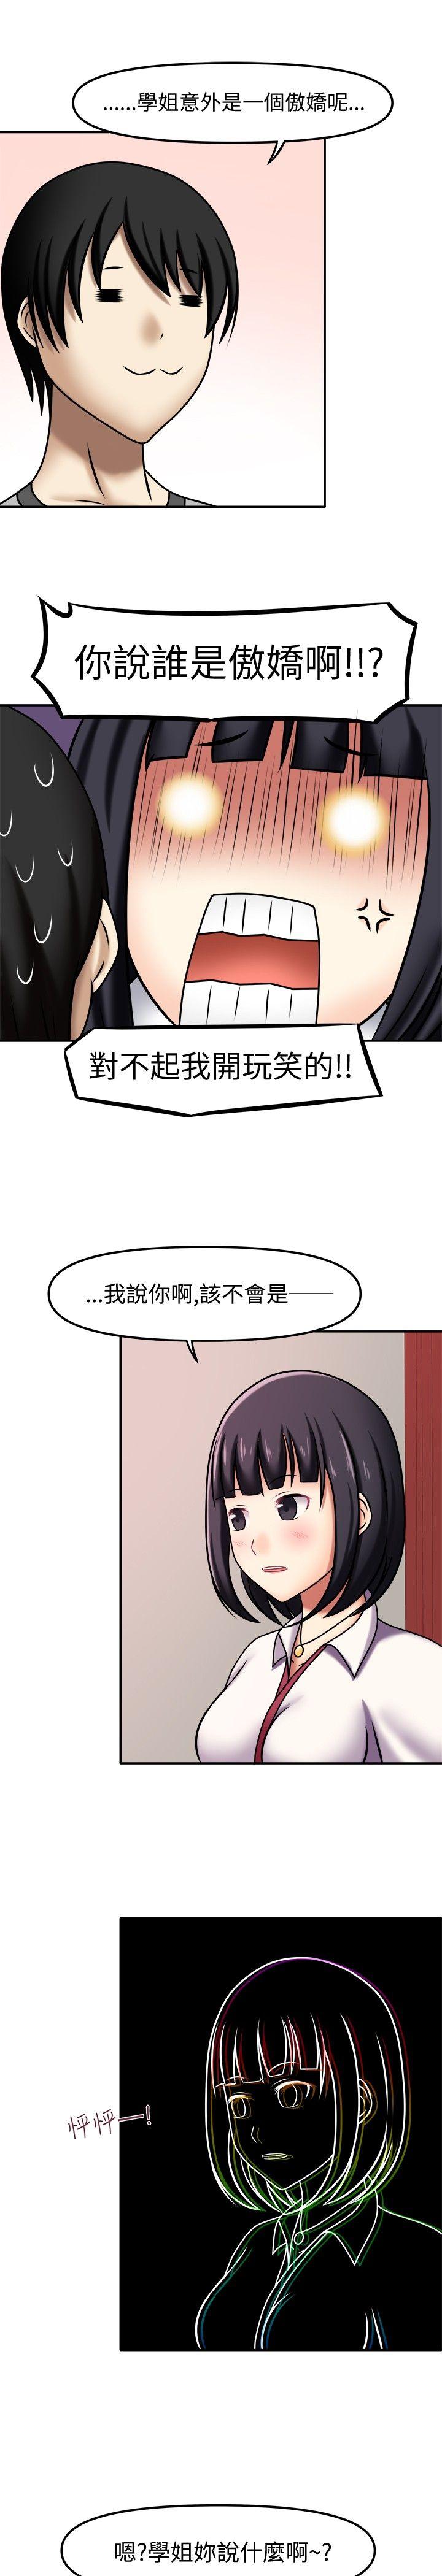 ......學姐意外是一個傲嬌呢...
你說誰是傲嬌啊!!?
對不起我開玩笑的!!
...我說你啊,該不會是——
怦怦—!
嗯?學姐妳說什麼啊~?